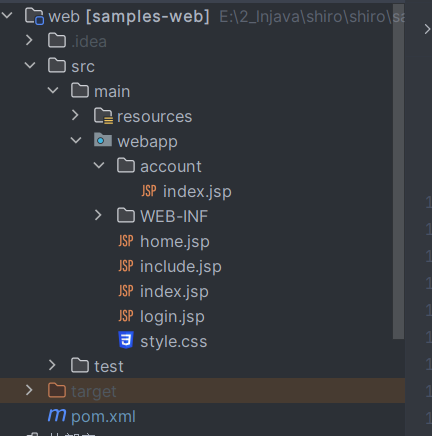 web [samples-web] E:\2_lnjava\shiro\shiro\sa
.idea
src
main
resources
webapp
account
JSP index.jsp
WEB-INF
JSP home.jsp
JSP include.jsp
JSP index.jsp
JSP login.jsp
style.css
test
target
m pom.xml